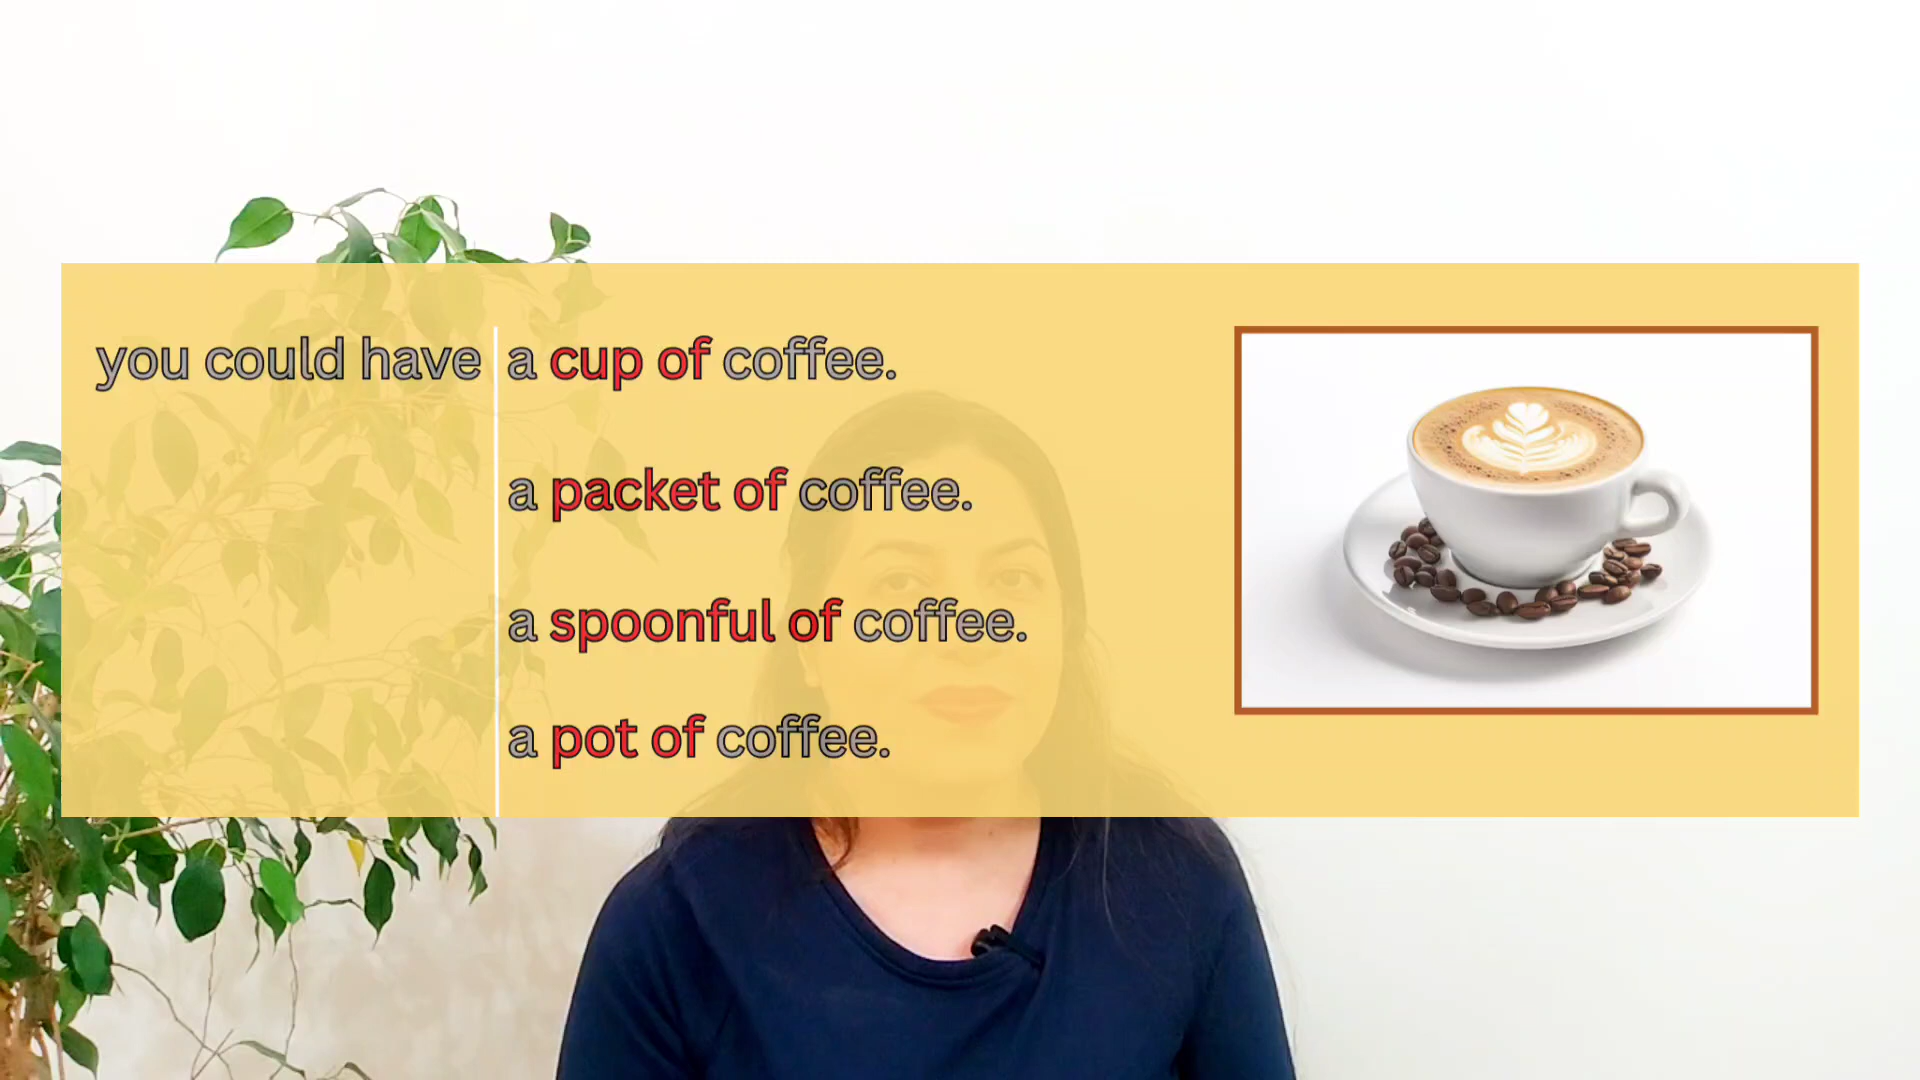 you could have a cup of coffee.
a packet of coffee.
a spoonful of coffee.
a pot of coffee.